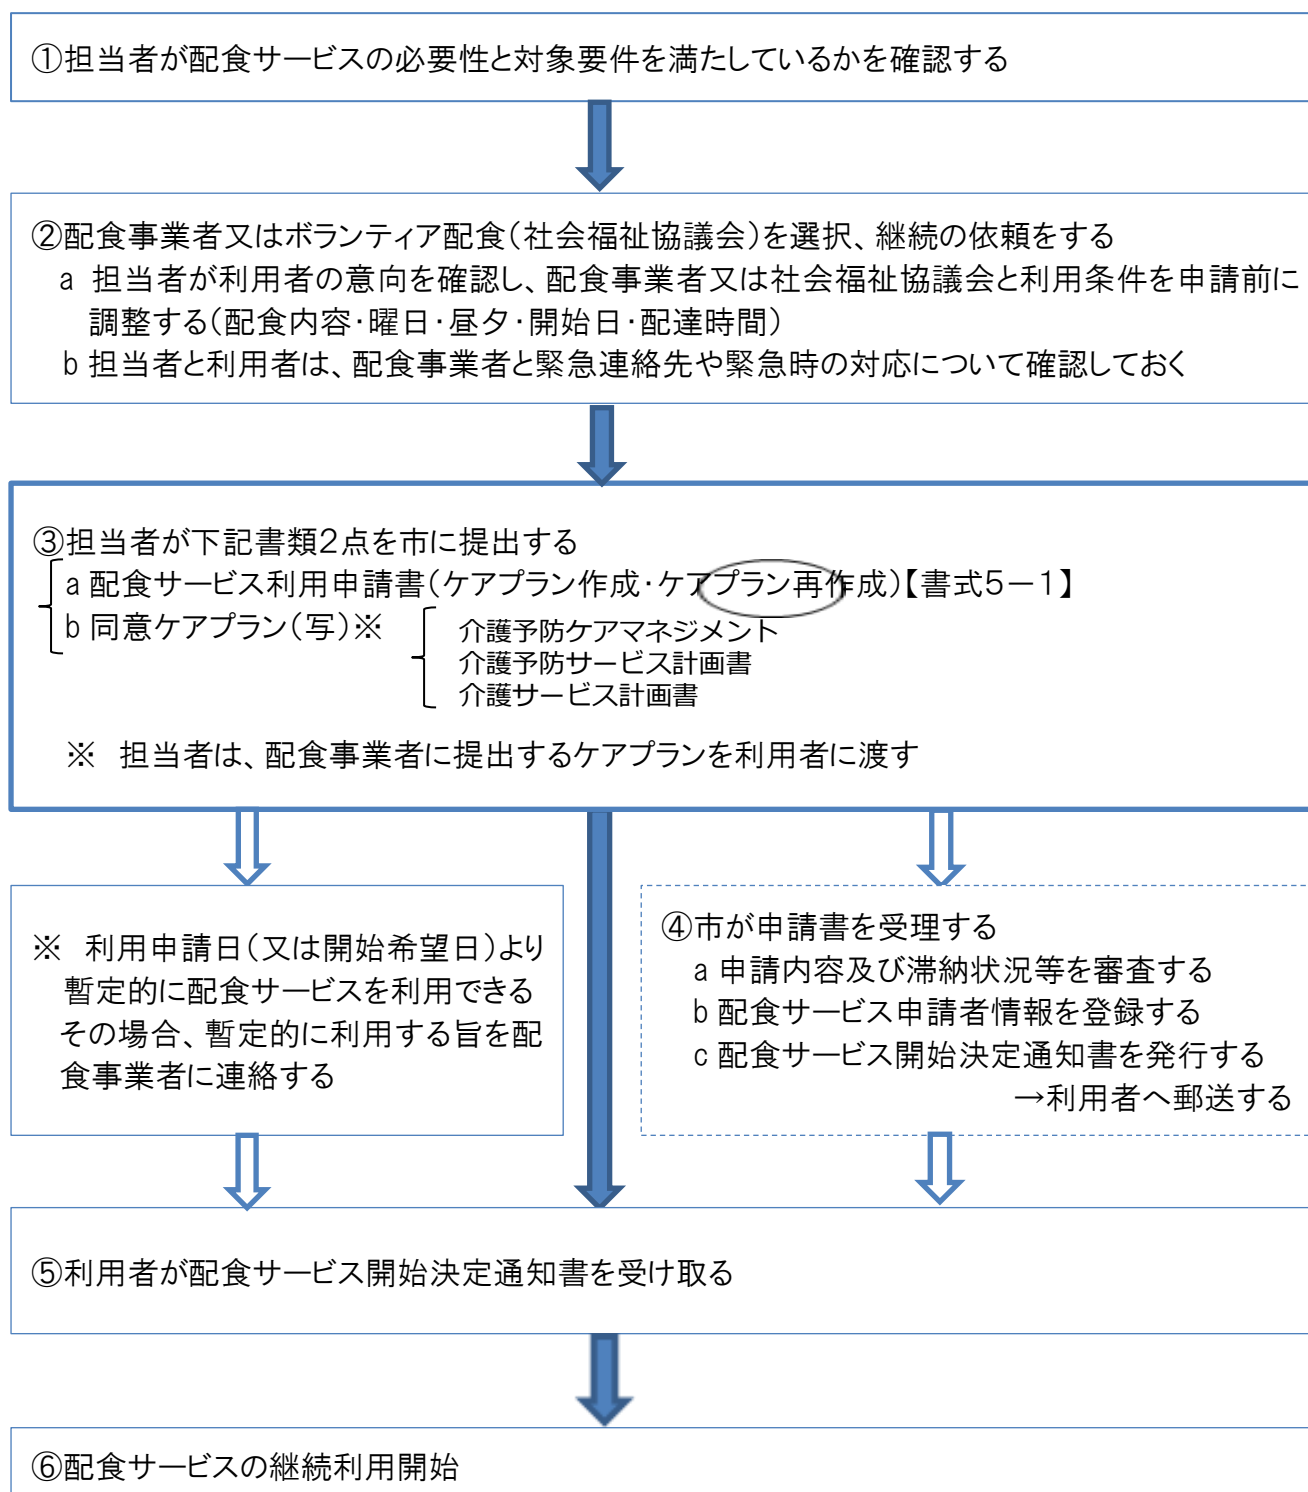 ①担当者が配食サービスの必要性と対象要件を満たしているかを確認する
②配食事業者又はボランティア配食(社会福祉協議会)を選択、継続の依頼をする
a 担当者が利用者の意向を確認し、配食事業者又は社会福祉協議会と利用条件を申請前に
調整する(配食内容・曜日・昼夕・開始日・配達時間)
b 担当者と利用者は、配食事業者と緊急連絡先や緊急時の対応について確認しておく
③担当者が下記書類2点を市に提出する
a 配食サービス利用申請書(ケアプラン作成・ケアプラン再作成)【書式5-1】
b 同意ケアプラン(写)※
介護予防ケアマネジメント
介護予防サービス計画書
介護サービス計画書
※ 担当者は、配食事業者に提出するケアプランを利用者に渡す
※ 利用申請日(又は開始希望日)より
暫定的に配食サービスを利用できる
その場合、暫定的に利用する旨を配
食事業者に連絡する
④市が申請書を受理する
a 申請内容及び滞納状況等を審査する
b 配食サービス申請者情報を登録する
c 配食サービス開始決定通知書を発行する
→利用者へ郵送する
⑤利用者が配食サービス開始決定通知書を受け取る
⑥配食サービスの継続利用開始